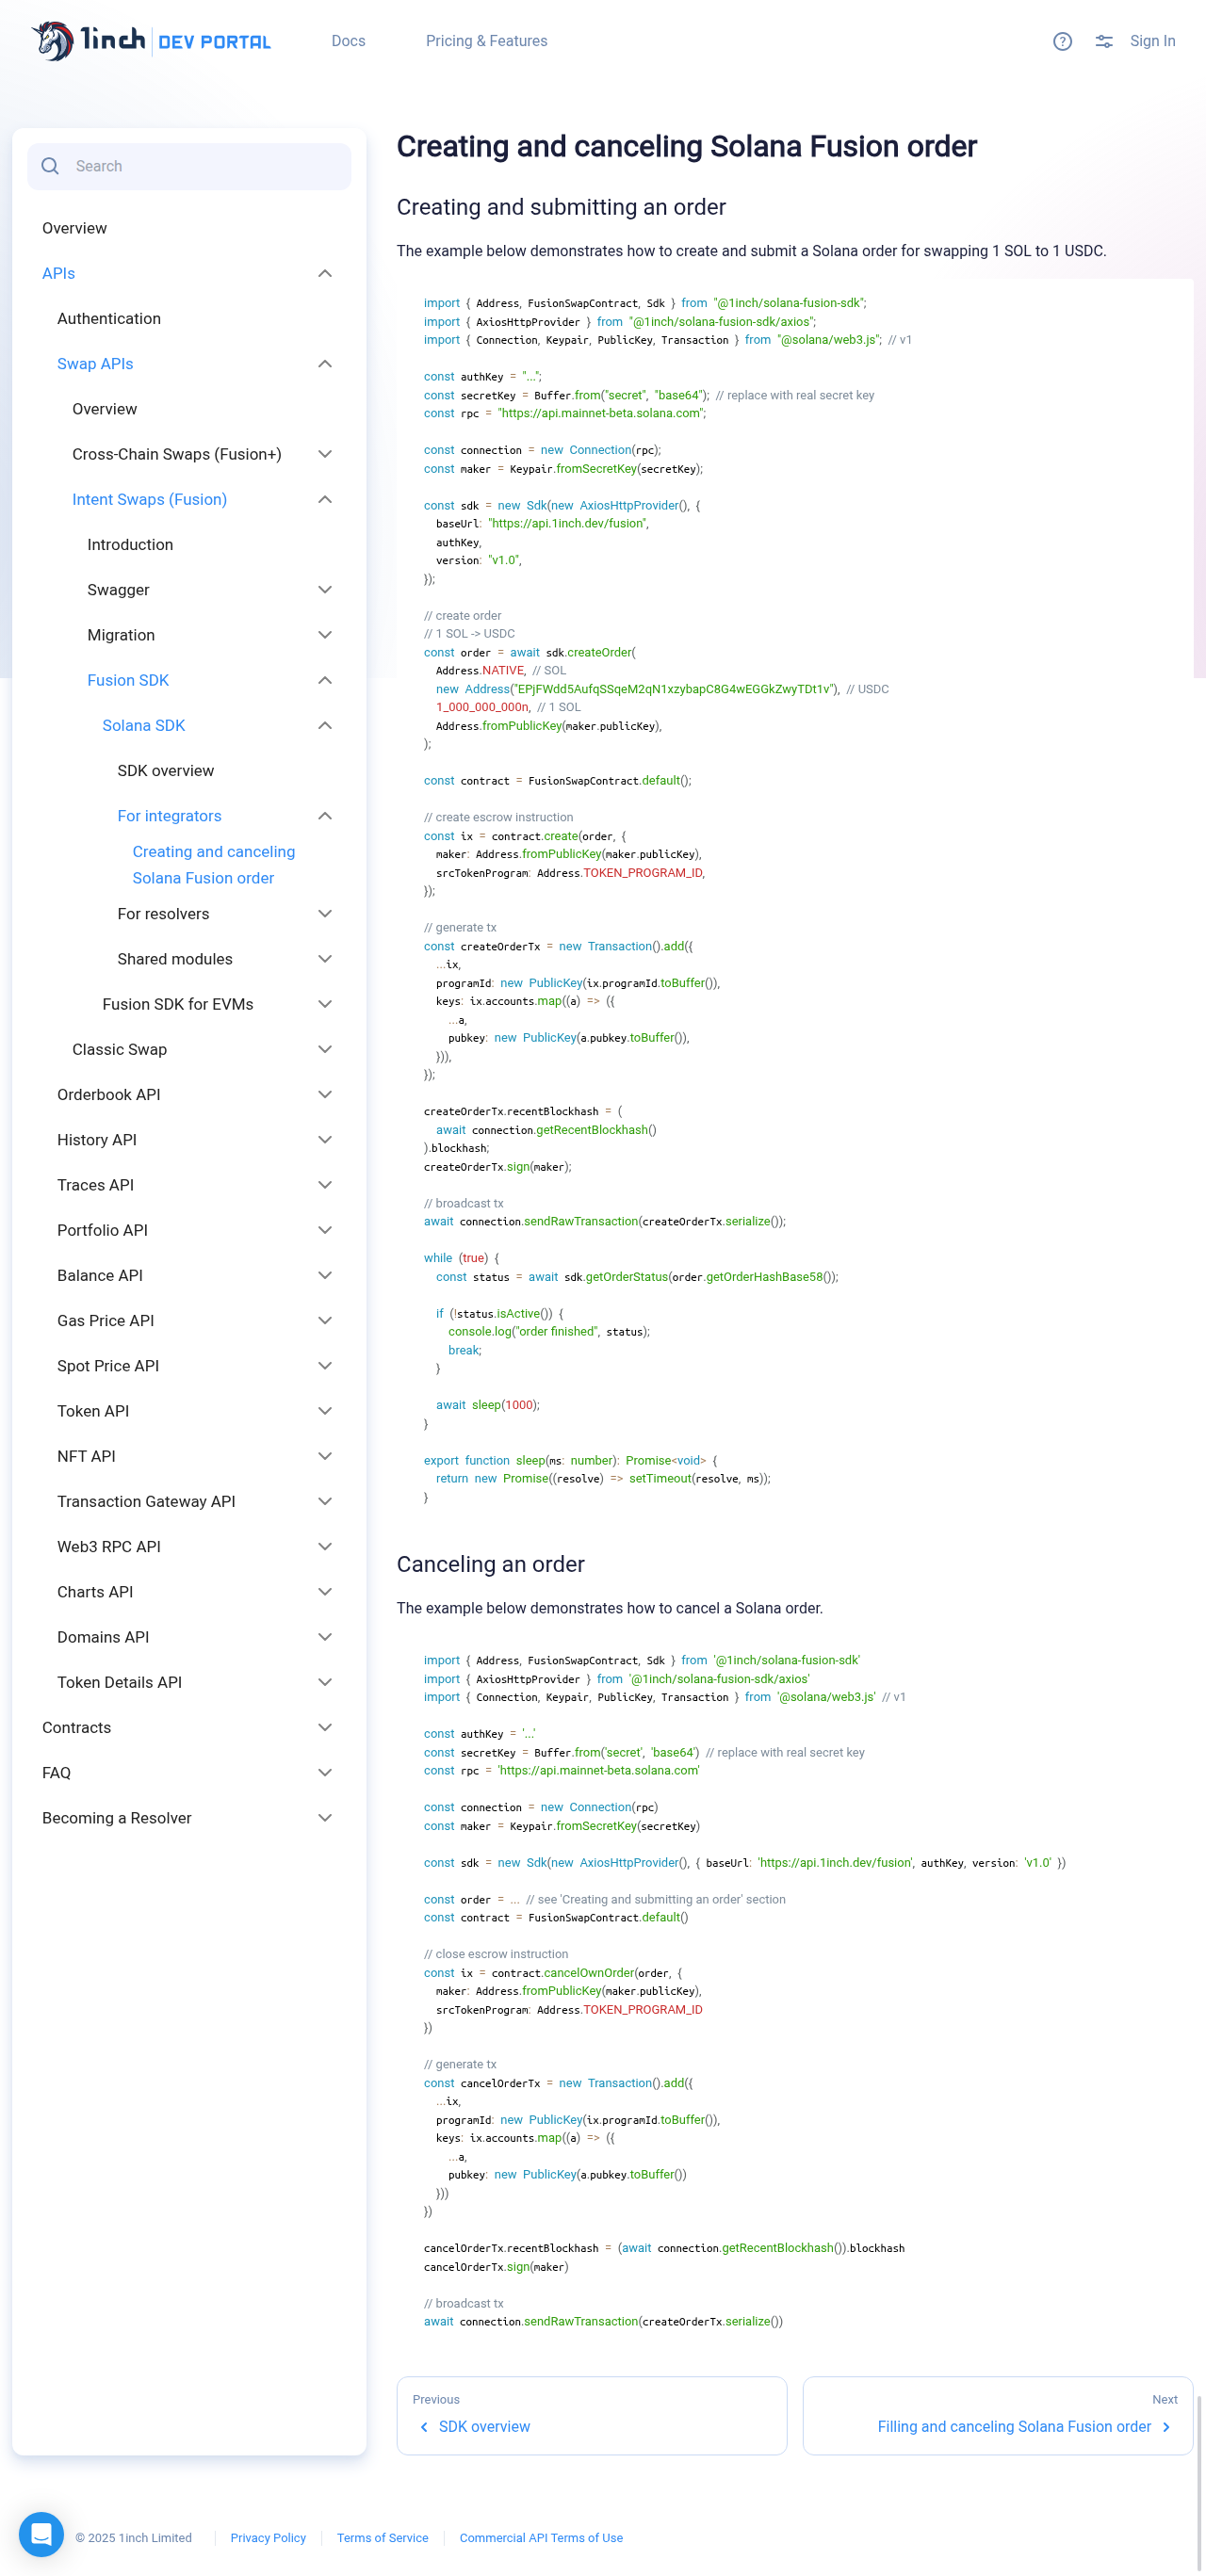 1inch DEV PORTAL
Docs
Pricing & Features
Sign In
Search
Overview
APIs
Authentication
Swap APIs
Overview
Cross-Chain Swaps (Fusion+)
Intent Swaps (Fusion)
Introduction
Swagger
Migration
Fusion SDK
Solana SDK
SDK overview
For integrators
Creating and canceling
Solana Fusion order
For resolvers
Shared modules
Fusion SDK for EVMs
Classic Swap
Orderbook API
History API
Traces API
Portfolio API
Balance API
Gas Price API
Spot Price API
Token API
NFT API
Transaction Gateway API
Web3 RPC API
Charts API
Domains API
Token Details API
Contracts
FAQ
Becoming a Resolver
Creating and canceling Solana Fusion order
Creating and submitting an order
The example below demonstrates how to create and submit a Solana order for swapping 1 SOL to 1 USDC.
import { Address, FusionSwapContract, Sdk } from "@1inch/solana-fusion-sdk";
import { AxiosHttpProvider } from "@1inch/solana-fusion-sdk/axios";
import { Connection, Keypair, PublicKey, Transaction } from "@solana/web3.js"; // v1
const authKey = "...";
const secretKey = Buffer.from("secret", "base64"); // replace with real secret key
const rpc = "https://api.mainnet-beta.solana.com";
const connection = new Connection(rpc);
const maker = Keypair.fromSecretKey(secretKey);
const sdk = new Sdk(new AxiosHttpProvider(), {
baseUrl: "https://api.1inch.dev/fusion",
authKey,
version: "v1.0",
});
// create order
// 1 SOL -> USDC
const order = await sdk.createOrder(
Address.NATIVE, // SOL
new Address("EPjFWdd5AufqSSqeM2qN1xzybapC8G4wEGGkZwyTDt1v"), // USDC
1_000_000_000n, // 1 SOL
Address.fromPublicKey(maker.publicKey),
);
const contract = FusionSwapContract.default();
// create escrow instruction
const ix = contract.create(order, {
maker: Address.fromPublicKey(maker.publicKey),
srcTokenProgram: Address.TOKEN_PROGRAM_ID,
});
// generate tx
const createOrderTx = new Transaction().add({
...ix,
programId: new PublicKey(ix.programId.toBuffer()),
keys: ix.accounts.map((a) => ({
...a,
pubkey: new PublicKey(a.pubkey.toBuffer()),
})),
});
createOrderTx.recentBlockhash = (
await connection.getRecentBlockhash()
).blockhash;
createOrderTx.sign(maker);
// broadcast tx
await connection.sendRawTransaction(createOrderTx.serialize());
while (true) {
const status = await sdk.getOrderStatus(order.getOrderHashBase58());
if (!status.isActive()) {
console.log("order finished", status);
break;
}
await sleep(1000);
}
export function sleep(ms: number): Promise<void> {
return new Promise((resolve) => setTimeout(resolve, ms));
}
Canceling an order
The example below demonstrates how to cancel a Solana order.
import { Address, FusionSwapContract, Sdk } from '@1inch/solana-fusion-sdk'
import { AxiosHttpProvider } from '@1inch/solana-fusion-sdk/axios'
import { Connection, Keypair, PublicKey, Transaction } from '@solana/web3.js' // v1
const authKey = '...'
const secretKey = Buffer.from('secret', 'base64') // replace with real secret key
const rpc = 'https://api.mainnet-beta.solana.com'
const connection = new Connection(rpc)
const maker = Keypair.fromSecretKey(secretKey)
const sdk = new Sdk(new AxiosHttpProvider(), { baseUrl: 'https://api.1inch.dev/fusion', authKey, version: 'v1.0' })
const order = ... // see 'Creating and submitting an order' section
const contract = FusionSwapContract.default()
// close escrow instruction
const ix = contract.cancelOwnOrder(order, {
maker: Address.fromPublicKey(maker.publicKey),
srcTokenProgram: Address.TOKEN_PROGRAM_ID
})
// generate tx
const cancelOrderTx = new Transaction().add({
...ix,
programId: new PublicKey(ix.programId.toBuffer()),
keys: ix.accounts.map((a) => ({
...a,
pubkey: new PublicKey(a.pubkey.toBuffer())
}))
})
cancelOrderTx.recentBlockhash = (await connection.getRecentBlockhash()).blockhash
cancelOrderTx.sign(maker)
// broadcast tx
await connection.sendRawTransaction(createOrderTx.serialize())
Previous
SDK overview
Next
Filling and canceling Solana Fusion order
© 2025 1inch Limited
Privacy Policy
Terms of Service
Commercial API Terms of Use